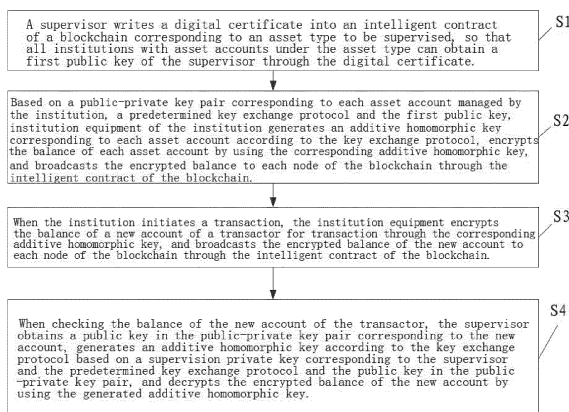 S1
A supervisor writes a digital certificate into an intelligent contract
of a blockchain corresponding to an asset type to be supervised, so that
all institutions with asset accounts under the asset type can obtain a
first public key of the supervisor through the digital certificate.
S2
Based on a public-private key pair corresponding to each asset account managed by
the institution, a predetermined key exchange protocol and the first public key,
institution equipment of the institution generates an additive homomorphic key
corresponding to each asset account according to the key exchange protocol, encrypts
the balance of each asset account by using the corresponding additive homomorphic key,
and broadcasts the encrypted balance to each node of the blockchain through the
intelligent contract of the blockchain.
S3
When the institution initiates a transaction, the institution equipment encrypts
the balance of a new account of a transactor for transaction through the corresponding
additive homomorphic key, and broadcasts the encrypted balance of the new account to
each node of the blockchain through the intelligent contract of the blockchain.
S4
When checking the balance of the new account of the transactor, the supervisor
obtains a public key in the public-private key pair corresponding to the new
account, generates an additive homomorphic key according to the key exchange
protocol based on a supervision private key corresponding to the supervisor
and the predetermined key exchange protocol and the public key in the public
-private key pair, and decrypts the encrypted balance of the new account by
using the generated additive homomorphic key.